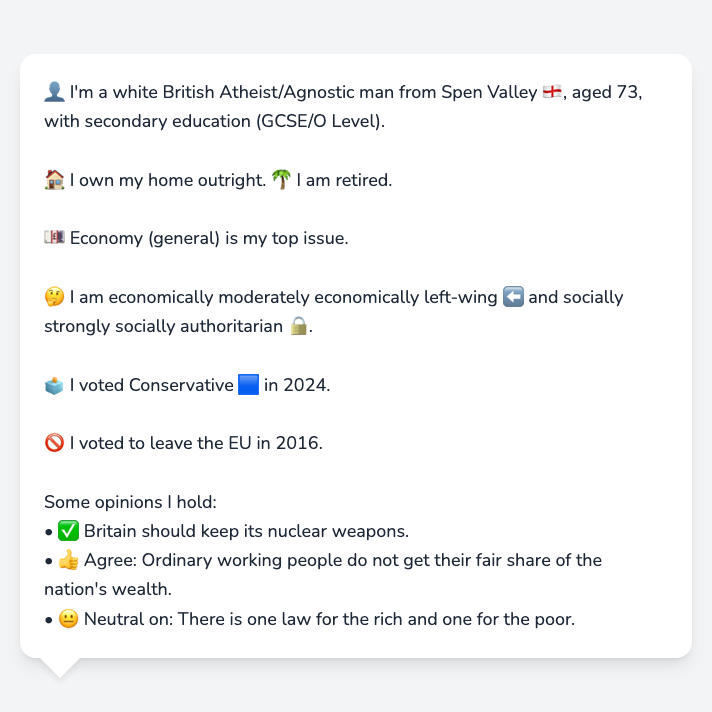 👤 I'm a white British Atheist/Agnostic man from Spen Valley 🏴󠁧󠁢󠁥󠁮󠁧󠁿, aged 73,
with secondary education (GCSE/O Level).
🏠 I own my home outright. 🌴 I am retired.
💷 Economy (general) is my top issue.
🤔 I am economically moderately economically left-wing ⬅️ and socially
strongly socially authoritarian 🔒.
🗳️ I voted Conservative 🟦 in 2024.
🚫 I voted to leave the EU in 2016.
Some opinions I hold:
• ✅ Britain should keep its nuclear weapons.
• 👍 Agree: Ordinary working people do not get their fair share of the
nation's wealth.
• 😐 Neutral on: There is one law for the rich and one for the poor.